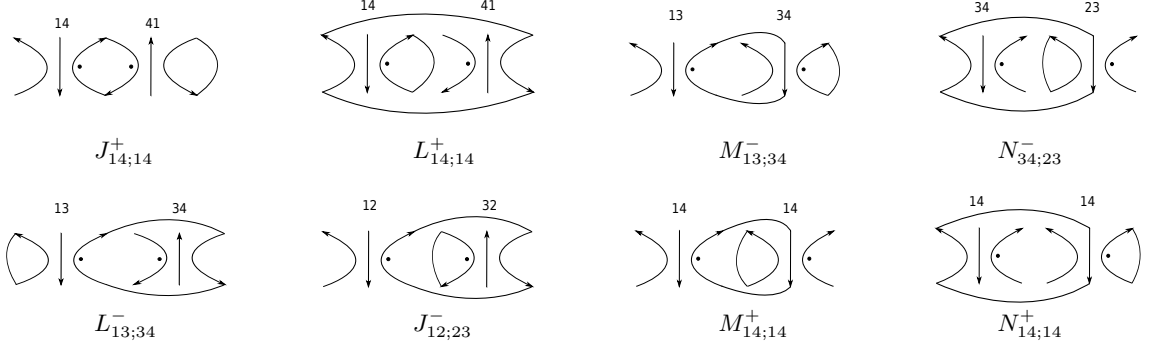 14 41 14 41 13 34 34 23
J^+_{14;14} L^+_{14;14} M^-_{13;34} N^-_{34;23}
13 34 12 32 14 14 14 14
L^-_{13;34} J^-_{12;23} M^+_{14;14} N^+_{14;14}